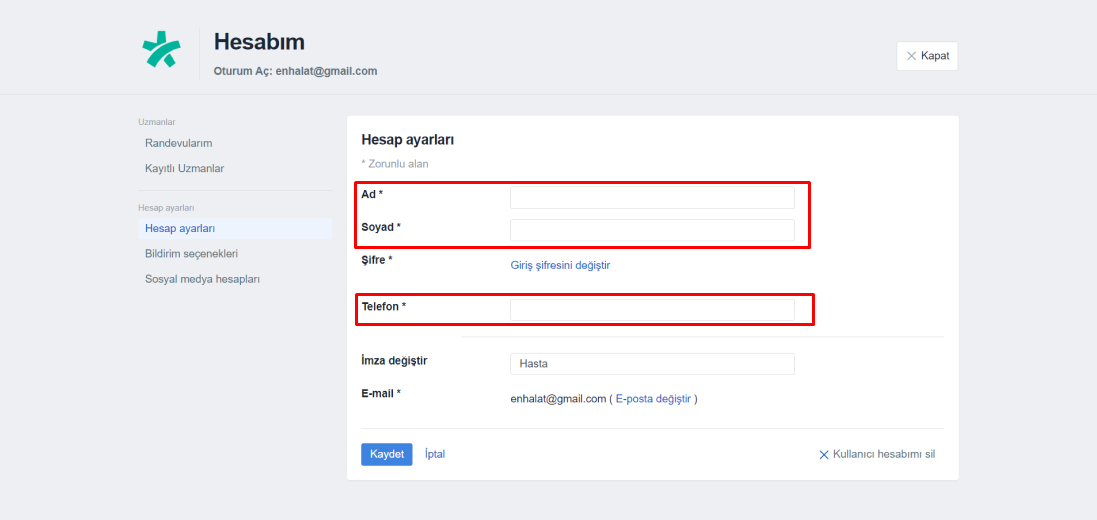 Hesabım
Oturum Aç: enhalat@gmail.com
Kapat
Uzmanlar
Randevularım
Kayıtlı Uzmanlar
Hesap ayarları
Hesap ayarları
Bildirim seçenekleri
Sosyal medya hesapları
Hesap ayarları
* Zorunlu alan
Ad *
Soyad *
Şifre *
Giriş şifresini değiştir
Telefon *
İmza değiştir
Hasta
E-mail *
enhalat@gmail.com ( E-posta değiştir )
Kaydet
İptal
Kullanıcı hesabımı sil